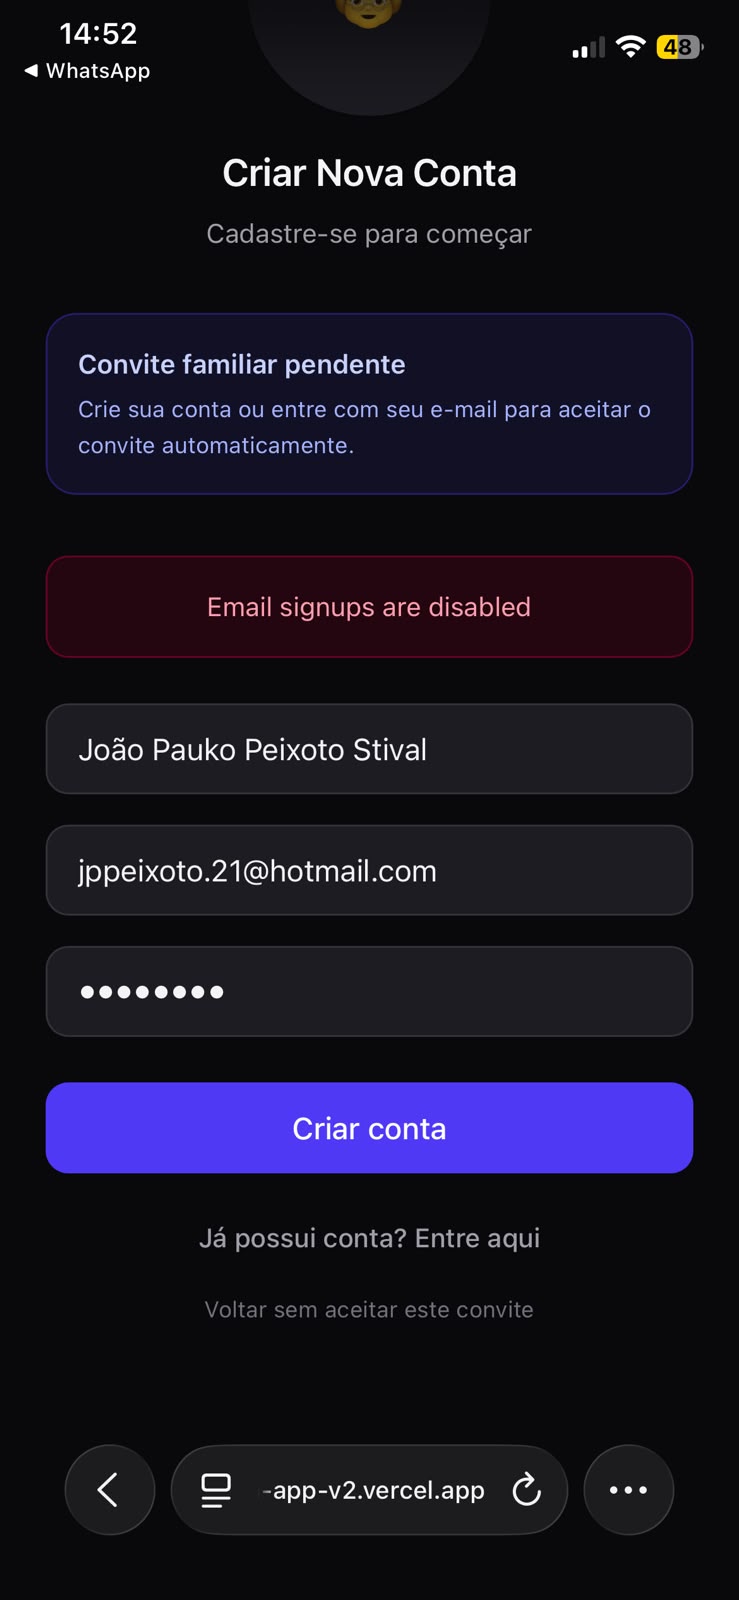 14:52
◀ WhatsApp
48
Criar Nova Conta
Cadastre-se para começar
Convite familiar pendente
Crie sua conta ou entre com seu e-mail para aceitar o
convite automaticamente.
Email signups are disabled
João Pauko Peixoto Stival
jppeixoto.21@hotmail.com
••••••••
Criar conta
Já possui conta? Entre aqui
Voltar sem aceitar este convite
-app-v2.vercel.app